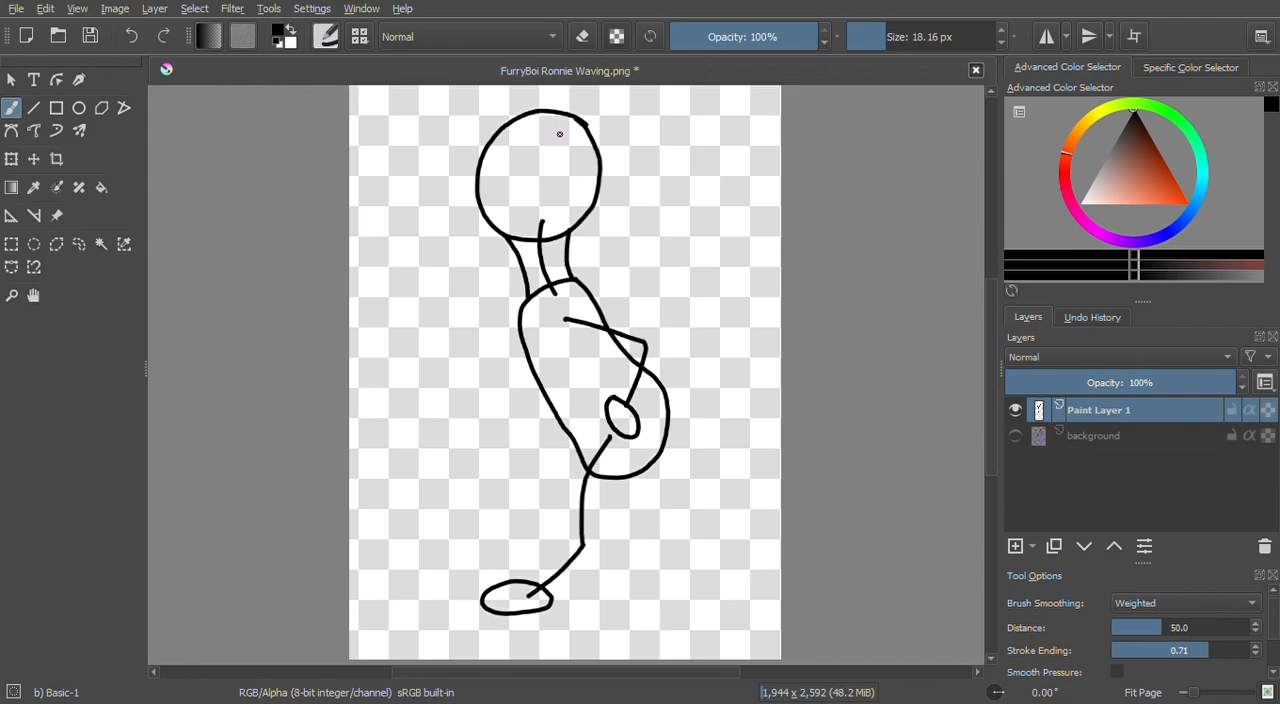 File Edit View Image Layer Select Filter Tools Settings Window Help
Normal Opacity: 100% Size: 18.16 px
FurryBoi Ronnie Waving.png *
Advanced Color Selector Specific Color Selector
Advanced Color Selector
Layers Undo History
Layers
Normal
Opacity: 100%
Paint Layer 1
background
Tool Options
Brush Smoothing: Weighted
Distance: 50.0
Stroke Ending: 0.71
Smooth Pressure:
b) Basic-1 RGB/Alpha (8-bit integer/channel) sRGB built-in 1,944 x 2,592 (48.2 MiB) 0.00° Fit Page